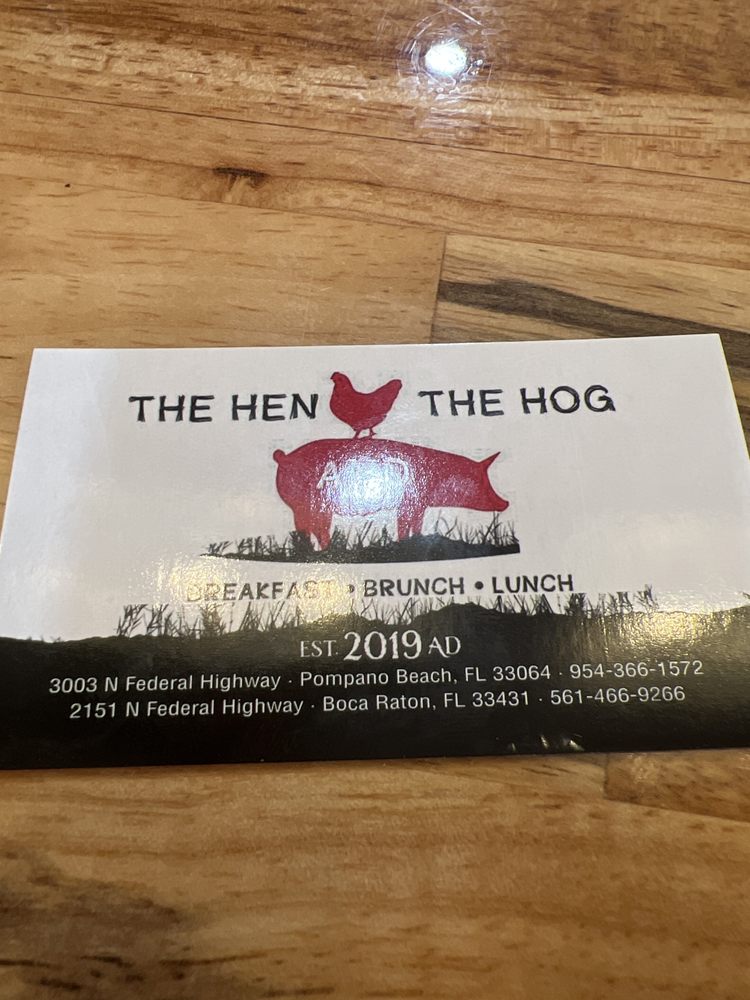 THE HEN THE HOG
AND
BREAKFAST • BRUNCH • LUNCH
EST. 2019 AD
3003 N Federal Highway · Pompano Beach, FL 33064 · 954-366-1572
2151 N Federal Highway · Boca Raton, FL 33431 · 561-466-9266